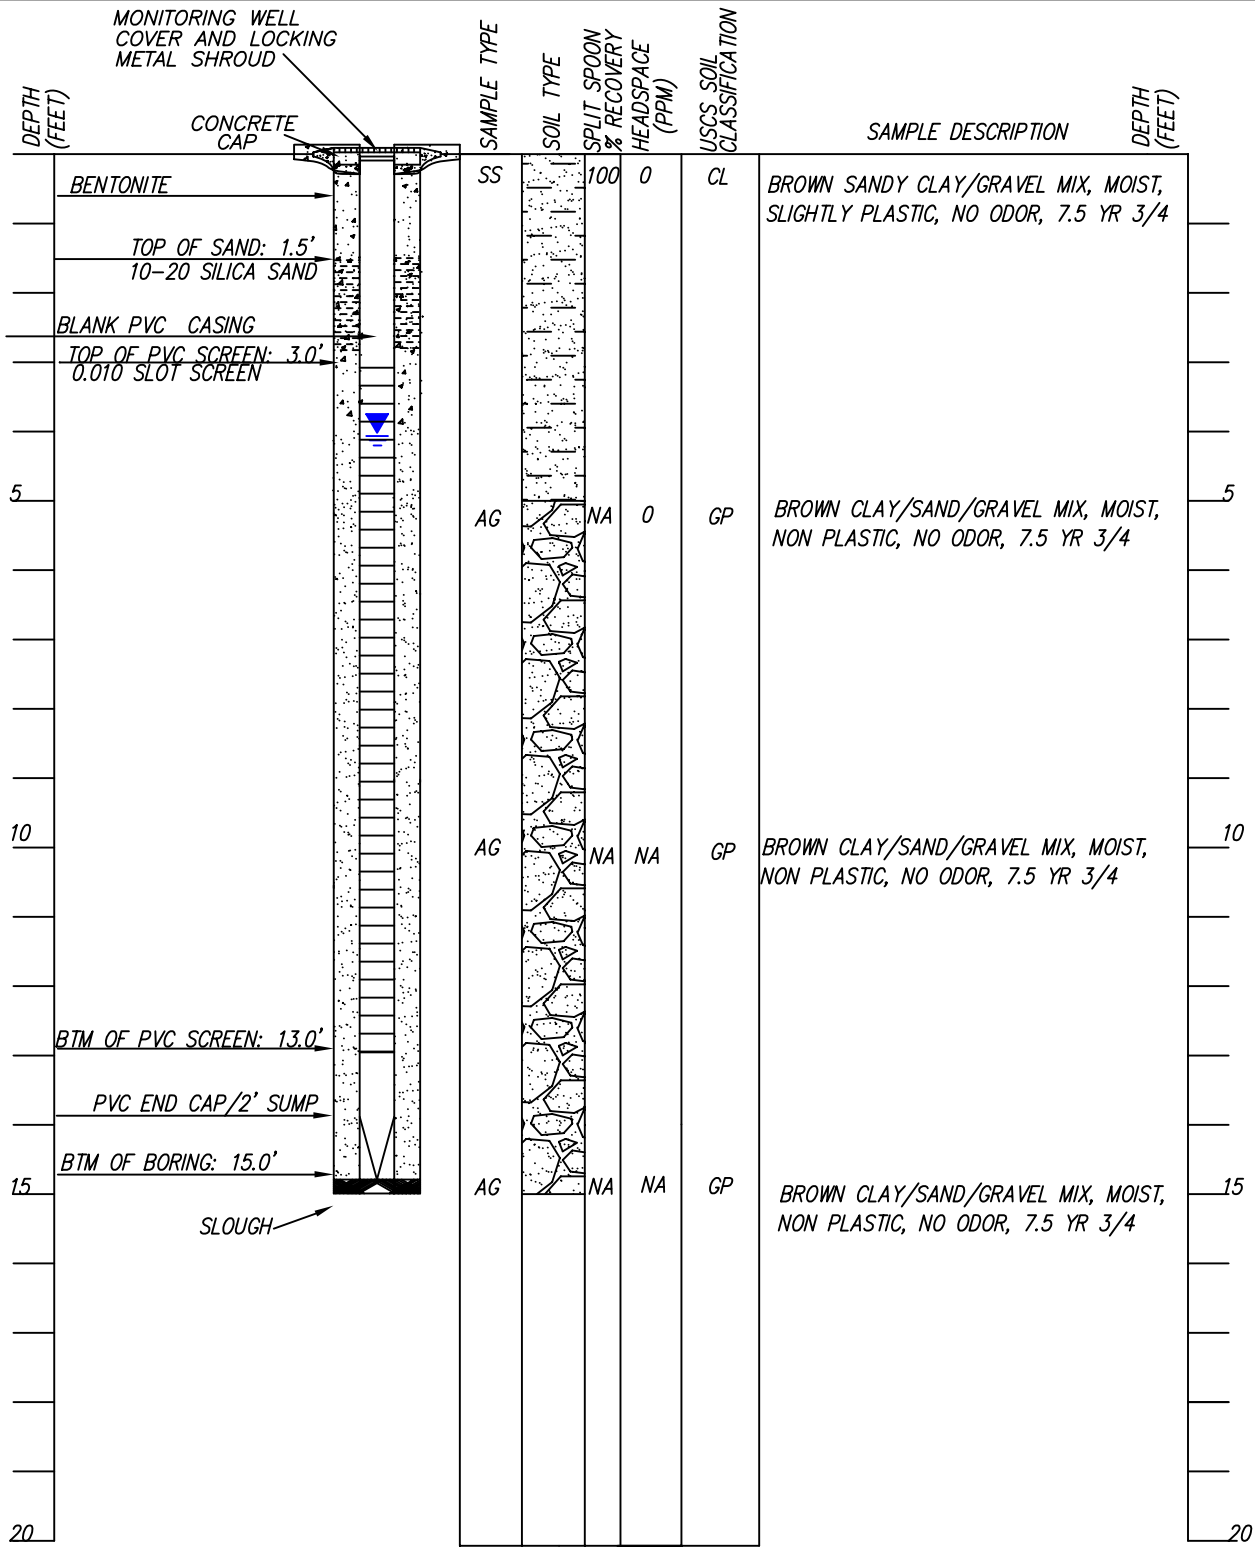 MONITORING WELL
COVER AND LOCKING
METAL SHROUD
DEPTH
(FEET)
CONCRETE
CAP
SAMPLE TYPE
SOIL TYPE
SPLIT SPOON
% RECOVERY
HEADSPACE
(PPM)
USCS SOIL
CLASSIFICATION
SAMPLE DESCRIPTION
DEPTH
(FEET)
BENTONITE
TOP OF SAND: 1.5'
10-20 SILICA SAND
BLANK PVC CASING
TOP OF PVC SCREEN: 3.0'
0.010 SLOT SCREEN
SS 100 0 CL
BROWN SANDY CLAY/GRAVEL MIX, MOIST,
SLIGHTLY PLASTIC, NO ODOR, 7.5 YR 3/4
5
AG NA 0 GP
BROWN CLAY/SAND/GRAVEL MIX, MOIST,
NON PLASTIC, NO ODOR, 7.5 YR 3/4
5
10
AG NA NA GP
BROWN CLAY/SAND/GRAVEL MIX, MOIST,
NON PLASTIC, NO ODOR, 7.5 YR 3/4
10
BTM OF PVC SCREEN: 13.0'
PVC END CAP/2' SUMP
BTM OF BORING: 15.0'
15
SLOUGH
AG NA NA GP
BROWN CLAY/SAND/GRAVEL MIX, MOIST,
NON PLASTIC, NO ODOR, 7.5 YR 3/4
15
20
20